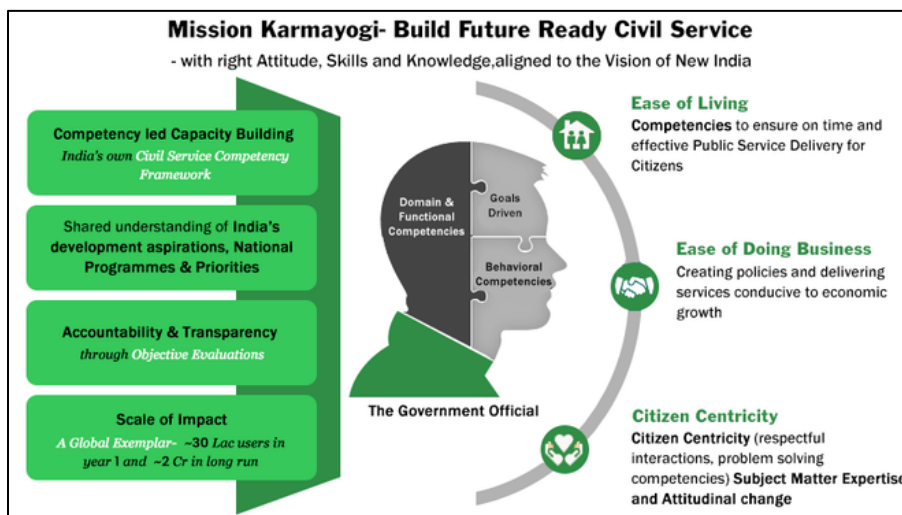 Mission Karmayogi- Build Future Ready Civil Service
- with right Attitude, Skills and Knowledge,aligned to the Vision of New India
Competency led Capacity Building
India's own Civil Service Competency
Framework
Shared understanding of India's
development aspirations, National
Programmes & Priorities
Accountability & Transparency
through Objective Evaluations
Scale of Impact
A Global Exemplar- ~30 Lac users in
year 1 and ~2 Cr in long run
Domain &
Functional
Competencies
Goals
Driven
Behavioral
Competencies
The Government Official
Ease of Living
Competencies to ensure on time and
effective Public Service Delivery for
Citizens
Ease of Doing Business
Creating policies and delivering
services conducive to economic
growth
Citizen Centricity
Citizen Centricity (respectful
interactions, problem solving
competencies) Subject Matter Expertise
and Attitudinal change